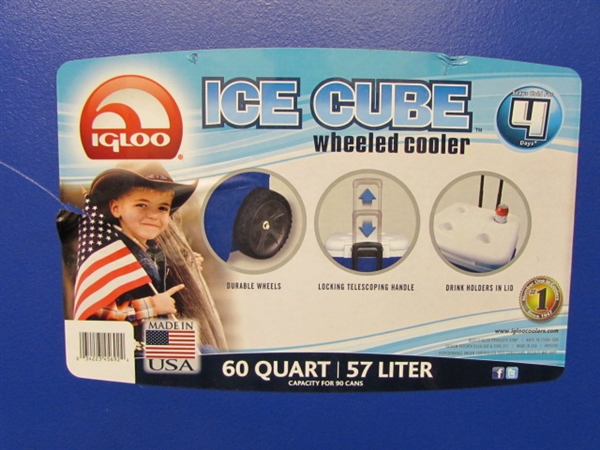 IGLOO
ICE CUBE™
wheeled cooler
4
Days*
DURABLE WHEELS
LOCKING TELESCOPING HANDLE
DRINK HOLDERS IN LID
1
MADE IN
USA
www.igloocoolers.com
60 QUART | 57 LITER
CAPACITY FOR 90 CANS